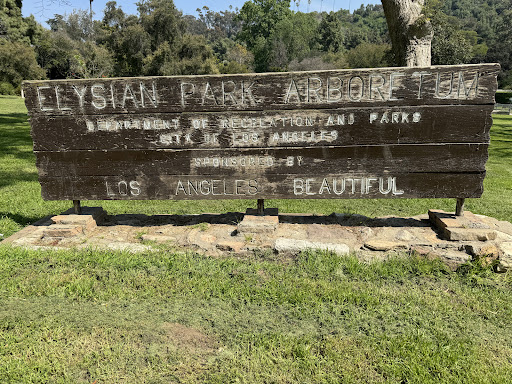 ELYSIAN PARK ARBORETUM
DEPARTMENT OF RECREATION AND PARKS
CITY OF LOS ANGELES
SPONSORED BY
LOS ANGELES BEAUTIFUL